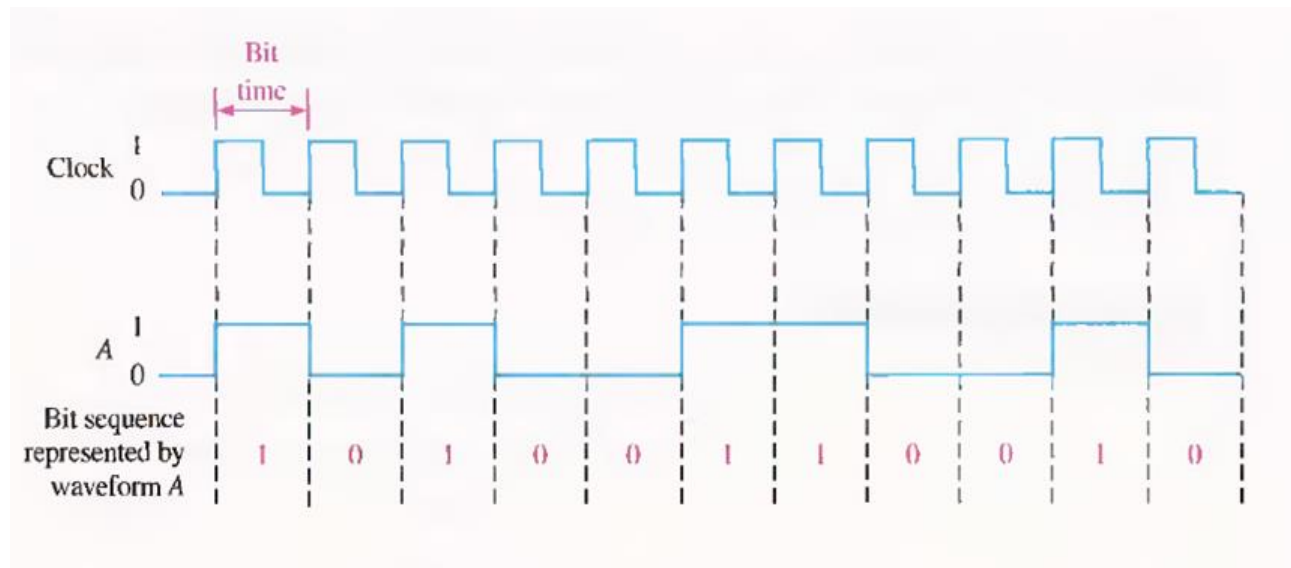 Bit
time
1
Clock
0
1
A
0
Bit sequence
represented by
waveform A
1 0 1 0 0 1 1 0 0 1 0